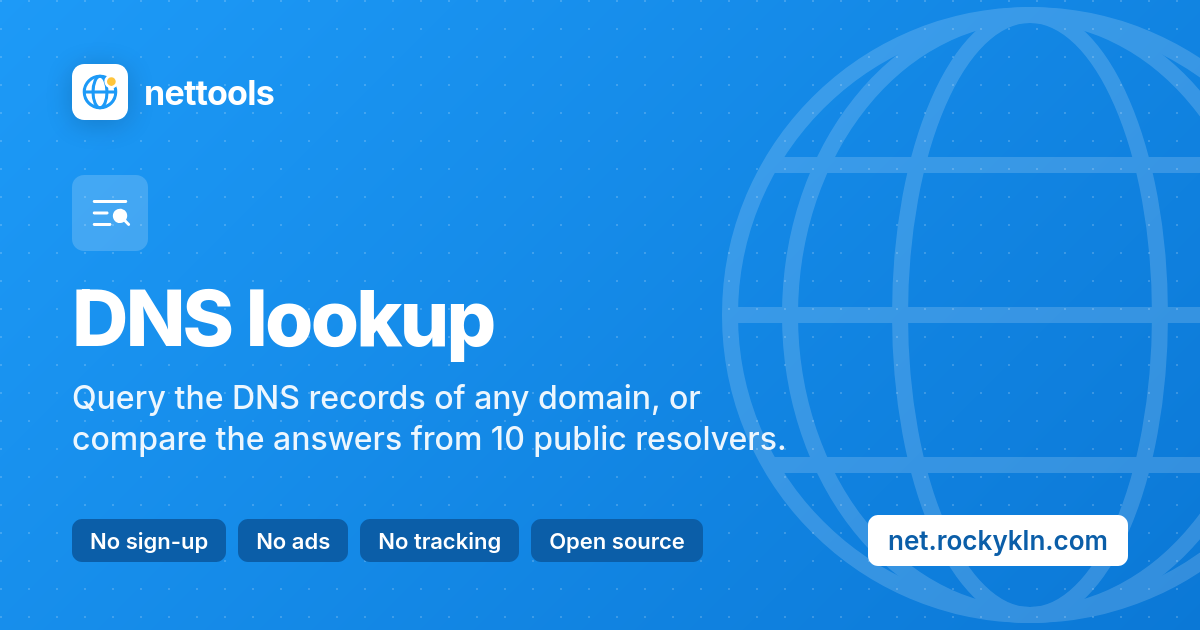 nettools
DNS lookup
Query the DNS records of any domain, or
compare the answers from 10 public resolvers.
No sign-up
No ads
No tracking
Open source
net.rockykln.com